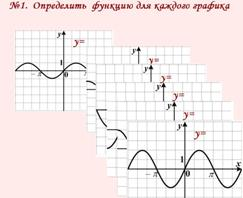 №1. Определить функцию для каждого графика
y
y=
1
-π
0
y
y=
y=
y=
y=
y
y=
1
-π
0
π
x